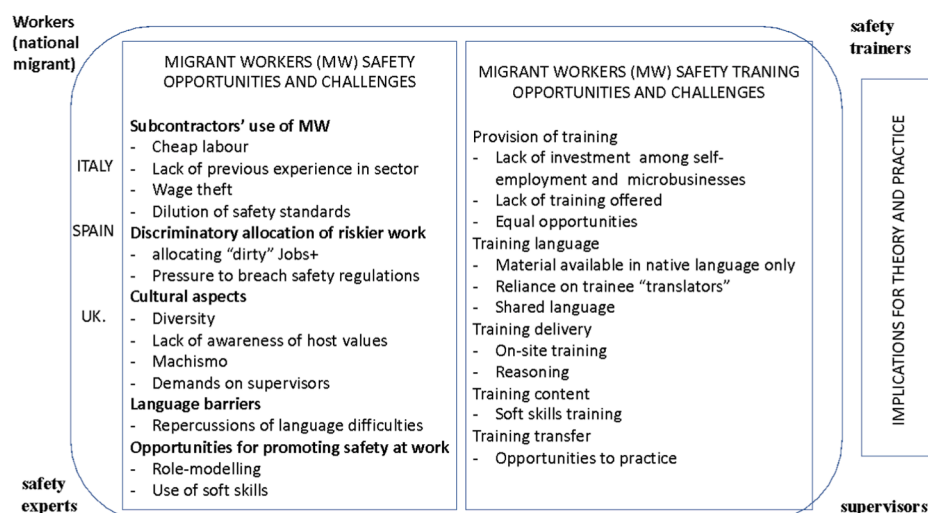 Workers
(national
migrant)
safety
trainers
ITALY
SPAIN
UK.
MIGRANT WORKERS (MW) SAFETY
OPPORTUNITIES AND CHALLENGES
Subcontractors' use of MW
- Cheap labour
- Lack of previous experience in sector
- Wage theft
- Dilution of safety standards
Discriminatory allocation of riskier work
- allocating "dirty" Jobs+
- Pressure to breach safety regulations
Cultural aspects
- Diversity
- Lack of awareness of host values
- Machismo
- Demands on supervisors
Language barriers
- Repercussions of language difficulties
Opportunities for promoting safety at work
- Role-modelling
- Use of soft skills
MIGRANT WORKERS (MW) SAFETY TRANING
OPPORTUNITIES AND CHALLENGES
Provision of training
- Lack of investment among self-
employment and microbusinesses
- Lack of training offered
- Equal opportunities
Training language
- Material available in native language only
- Reliance on trainee "translators"
- Shared language
Training delivery
- On-site training
- Reasoning
Training content
- Soft skills training
Training transfer
- Opportunities to practice
IMPLICATIONS FOR THEORY AND PRACTICE
safety
experts
supervisors